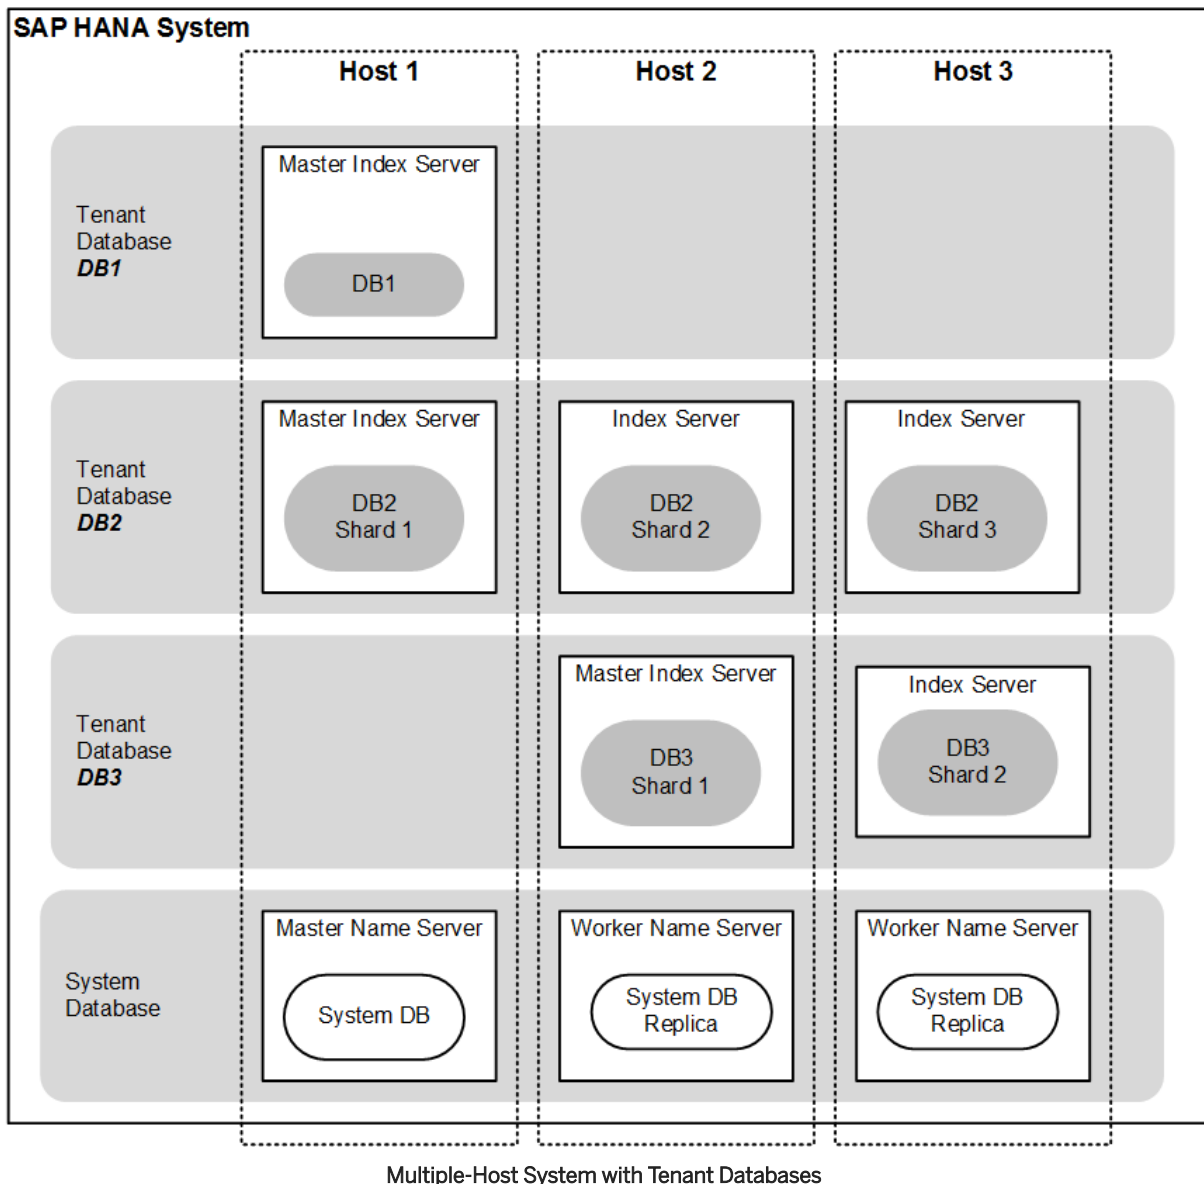 SAP HANA System
Host 1
Host 2
Host 3
Tenant
Database
DB1
Master Index Server
DB1
Tenant
Database
DB2
Master Index Server
DB2
Shard 1
Index Server
DB2
Shard 2
Index Server
DB2
Shard 3
Tenant
Database
DB3
Master Index Server
DB3
Shard 1
Index Server
DB3
Shard 2
System
Database
Master Name Server
System DB
Worker Name Server
System DB
Replica
Worker Name Server
System DB
Replica
Multiple-Host System with Tenant Databases